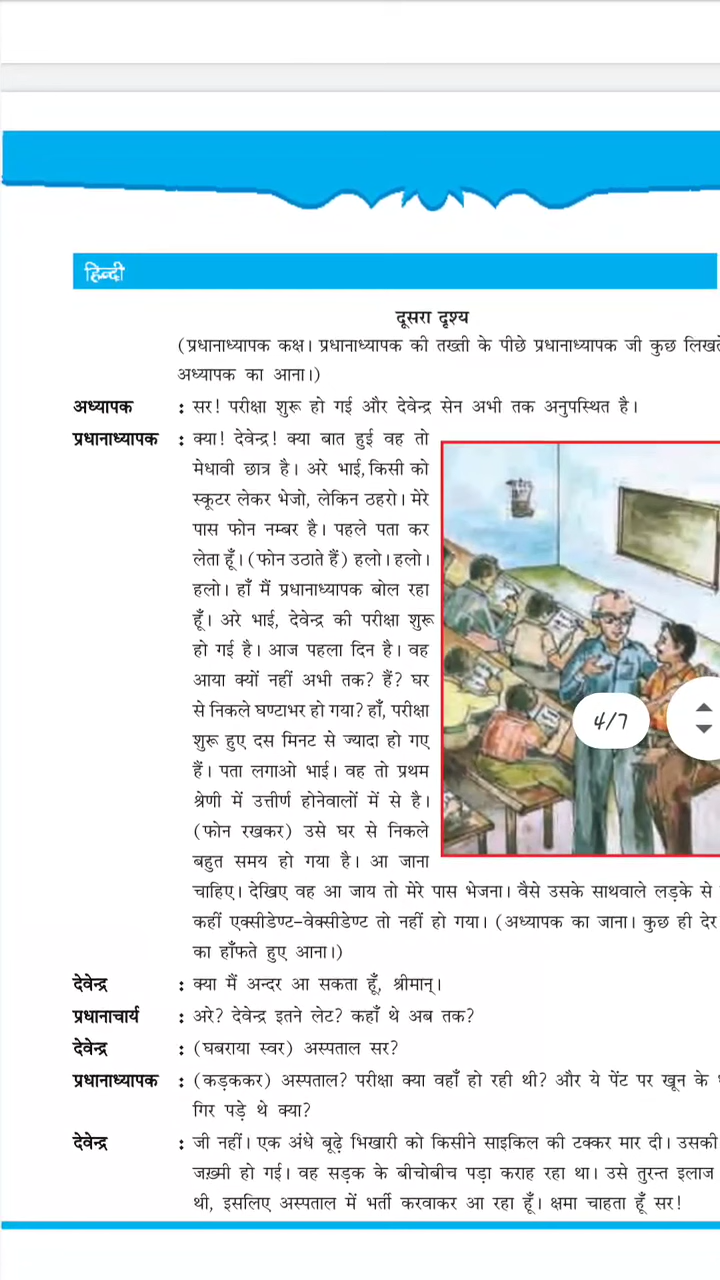 हिन्दी
दूसरा दृश्य
(प्रधानाध्यापक कक्ष। प्रधानाध्यापक की तख्ती के पीछे प्रधानाध्यापक जी कुछ
अध्यापक का आना।)
अध्यापक : सर! परीक्षा शुरू हो गई और देवेन्द्र सेन अभी तक अनुपस्थित है।
प्रधानाध्यापक : क्या! देवेन्द्र! क्या बात हुई वह तो
मेधावी छात्र है। अरे भाई, किसी को
स्कूटर लेकर भेजो, लेकिन ठहरो। मेरे
पास फोन नम्बर है। पहले पता कर
लेता हूँ। (फोन उठाते हैं) हलो। हलो।
हलो। हाँ मैं प्रधानाध्यापक बोल रहा
हूँ। अरे भाई, देवेन्द्र की परीक्षा शुरू
हो गई है। आज पहला दिन है। वह
आया क्यों नहीं अभी तक? हैं? घर
से निकले घण्टाभर हो गया? हाँ, परीक्षा
शुरू हुए दस मिनट से ज्यादा हो गए
हैं। पता लगाओ भाई। वह तो प्रथम
श्रेणी में उत्तीर्ण होनेवालों में से है।
(फोन रखकर) उसे घर से निकले
बहुत समय हो गया है। आ जाना
चाहिए। देखिए वह आ जाय तो मेरे पास भेजना। वैसे उसके साथवाले लड़के से
कहीं एक्सीडेण्ट-वेक्सीडेण्ट तो नहीं हो गया। (अध्यापक का जाना। कुछ ही देर
का हाँफते हुए आना।)
देवेन्द्र : क्या मैं अन्दर आ सकता हूँ, श्रीमान्।
प्रधानाचार्य : अरे? देवेन्द्र इतने लेट? कहाँ थे अब तक?
देवेन्द्र : (घबराया स्वर) अस्पताल सर?
प्रधानाध्यापक : (कड़ककर) अस्पताल? परीक्षा क्या वहाँ हो रही थी? और ये पेंट पर खून के
गिर पड़े थे क्या?
देवेन्द्र : जी नहीं। एक अंधे बूढ़े भिखारी को किसीने साइकिल की टक्कर मार दी। उसकी
जख़्मी हो गई। वह सड़क के बीचोबीच पड़ा कराह रहा था। उसे तुरन्त इलाज
थी, इसलिए अस्पताल में भर्ती करवाकर आ रहा हूँ। क्षमा चाहता हूँ सर!
4/7